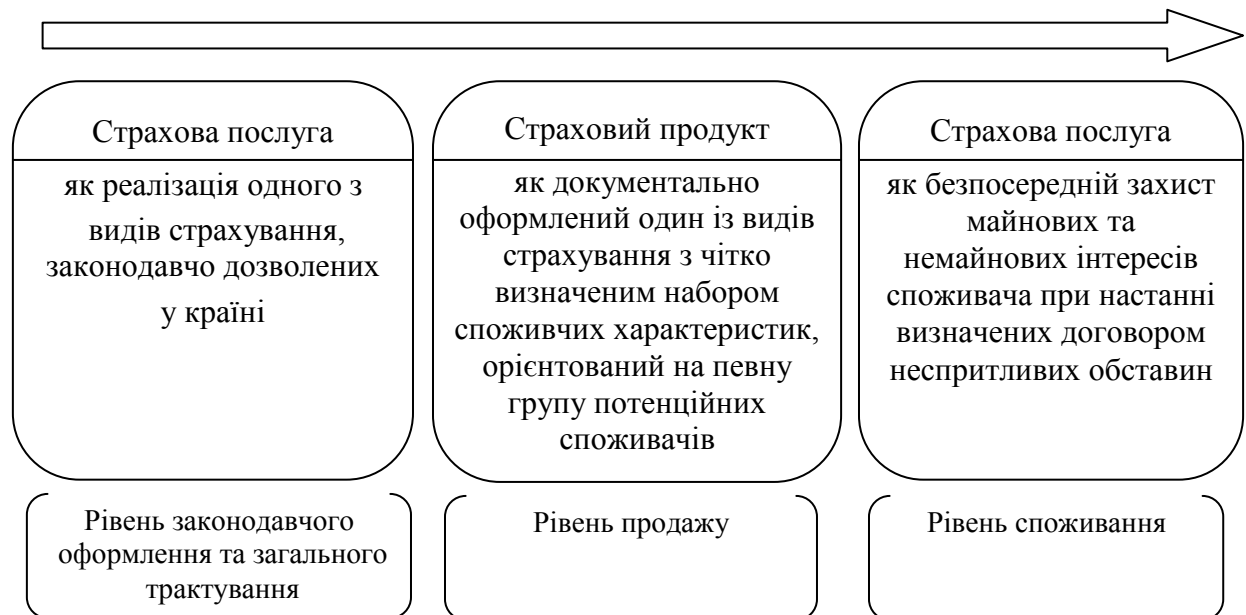 Страхова послуга
як реалізація одного з
видів страхування,
законодавчо дозволених
у країні
Страховий продукт
як документально
оформлений один із видів
страхування з чітко
визначеним набором
споживчих характеристик,
орієнтований на певну
групу потенційних
споживачів
Страхова послуга
як безпосередній захист
майнових та
немайнових інтересів
споживача при настанні
визначених договором
неспритливих обставин
Рівень законодавчого
оформлення та загального
трактування
Рівень продажу
Рівень споживання